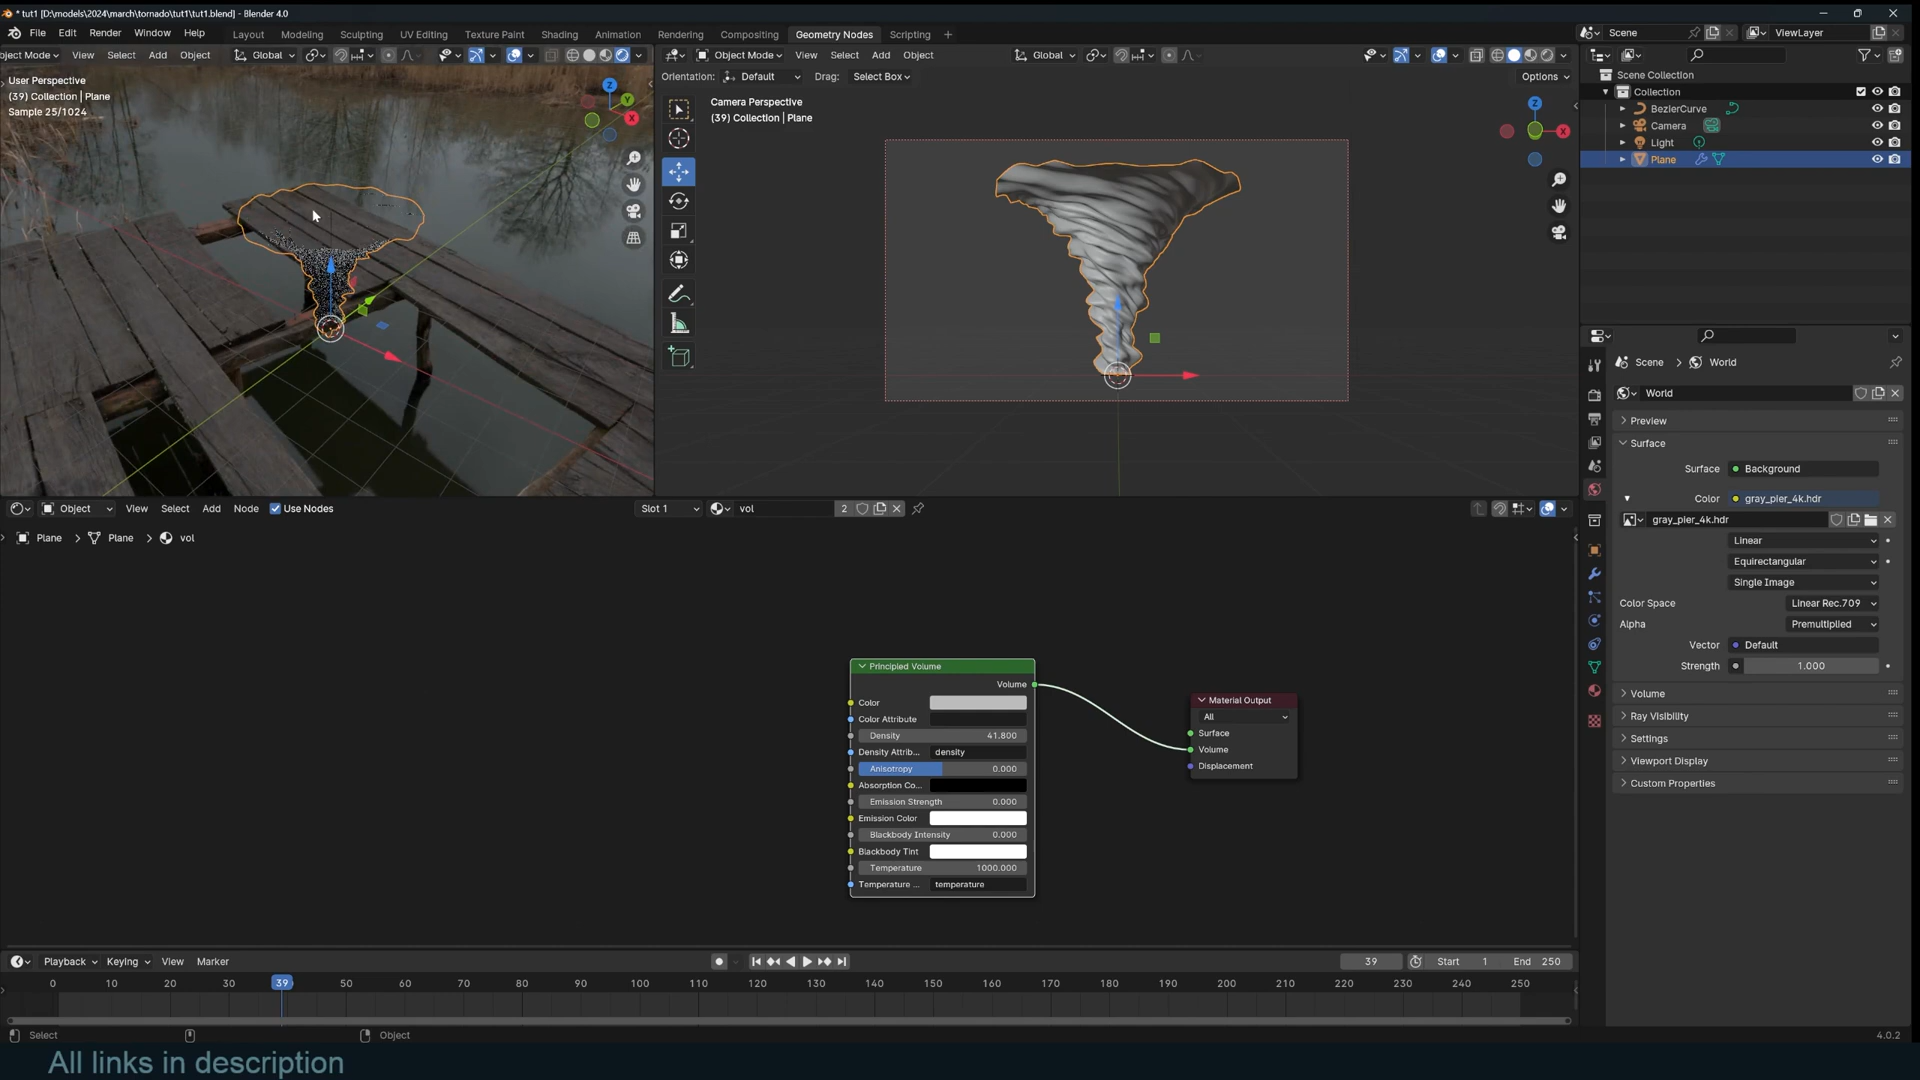 * tut1 [D:\models\2024\march\tornado\tut1\tut1.blend] - Blender 4.0
File Edit Render Window Help Layout Modeling Sculpting UV Editing Texture Paint Shading Animation Rendering Compositing Geometry Nodes Scripting + Scene ViewLayer
oject Mode View Select Add Object Global Object Mode View Select Add Object Global
Orientation: Default Drag: Select Box Options
User Perspective
(39) Collection | Plane
Sample 25/1024
Z
Y
X
Camera Perspective
(39) Collection | Plane
Z
X
Scene Collection
Collection
BezierCurve
Camera
Light
Plane
Scene > World
World
Preview
Surface
Surface Background
Color gray_pier_4k.hdr
gray_pier_4k.hdr
Linear
Equirectangular
Single Image
Color Space Linear Rec.709
Alpha Premultiplied
Vector Default
Strength 1.000
Volume
Ray Visibility
Settings
Viewport Display
Custom Properties
Object View Select Add Node Use Nodes Slot 1 vol 2
Plane > Plane > vol
Principled Volume
Volume
Color
Color Attribute
Density 41.800
Density Attrib... density
Anisotropy 0.000
Absorption Co...
Emission Strength 0.000
Emission Color
Blackbody Intensity 0.000
Blackbody Tint
Temperature 1000.000
Temperature ... temperature
Material Output
All
Surface
Volume
Displacement
Playback Keying View Marker 39 Start 1 End 250
0 10 20 30 39 50 60 70 80 90 100 110 120 130 140 150 160 170 180 190 200 210 220 230 240 250
Select Object 4.0.2
All links in description